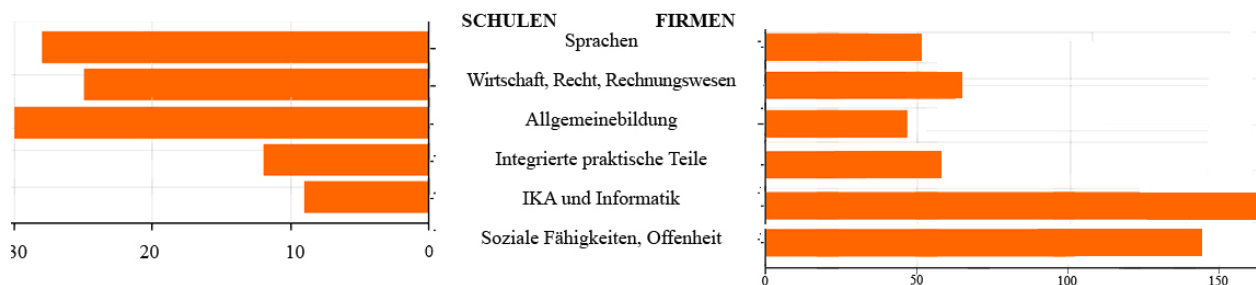 SCHULEN FIRMEN
Sprachen
Wirtschaft, Recht, Rechnungswesen
Allgemeinebildung
Integrierte praktische Teile
IKA und Informatik
Soziale Fähigkeiten, Offenheit
30 20 10 0
0 50 100 150